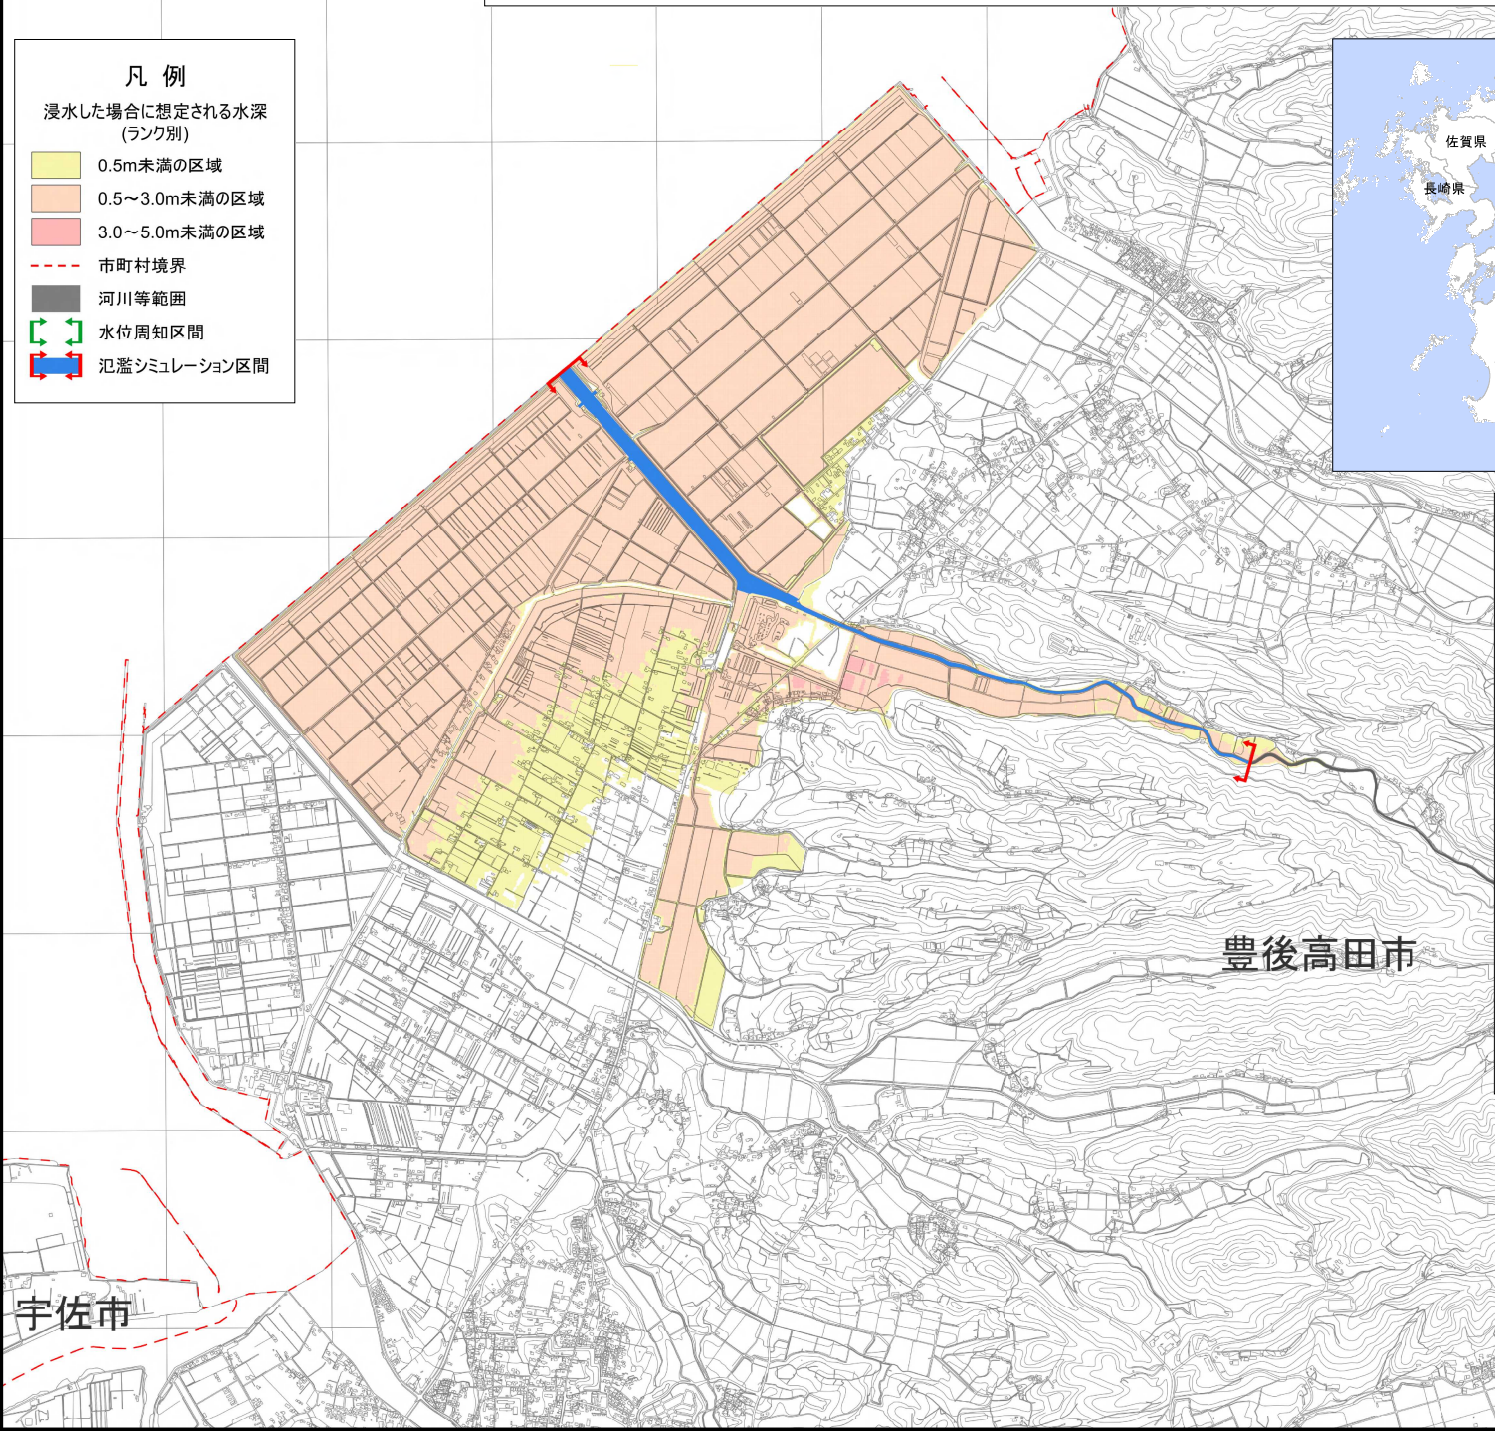 凡 例
浸水した場合に想定される水深
(ランク別)
0.5m未満の区域
0.5～3.0m未満の区域
3.0～5.0m未満の区域
市町村境界
河川等範囲
水位周知区間
氾濫シミュレーション区間
佐賀県
長崎県
豊後高田市
宇佐市